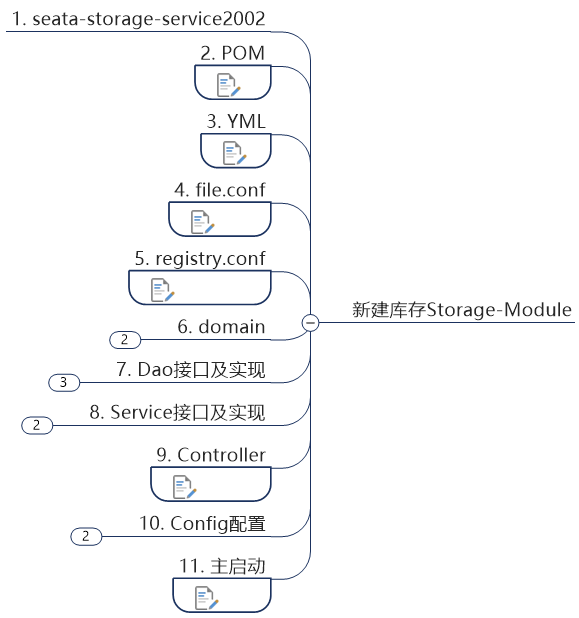 1. seata-storage-service2002
2. POM
3. YML
4. file.conf
5. registry.conf
新建库存Storage-Module
2
6. domain
3
7. Dao接口及实现
2
8. Service接口及实现
9. Controller
2
10. Config配置
11. 主启动